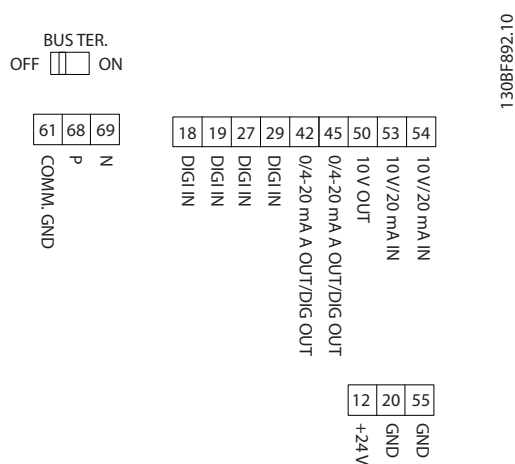 130BF892.10
BUS TER.
OFF ON
61 68 69
COMM. GND
P
N
18 19 27 29 42 45 50 53 54
DIGI IN
DIGI IN
DIGI IN
DIGI IN
0/4-20 mA A OUT/DIG OUT
0/4-20 mA A OUT/DIG OUT
10 V OUT
10 V/20 mA IN
10 V/20 mA IN
12 20 55
+24 V
GND
GND